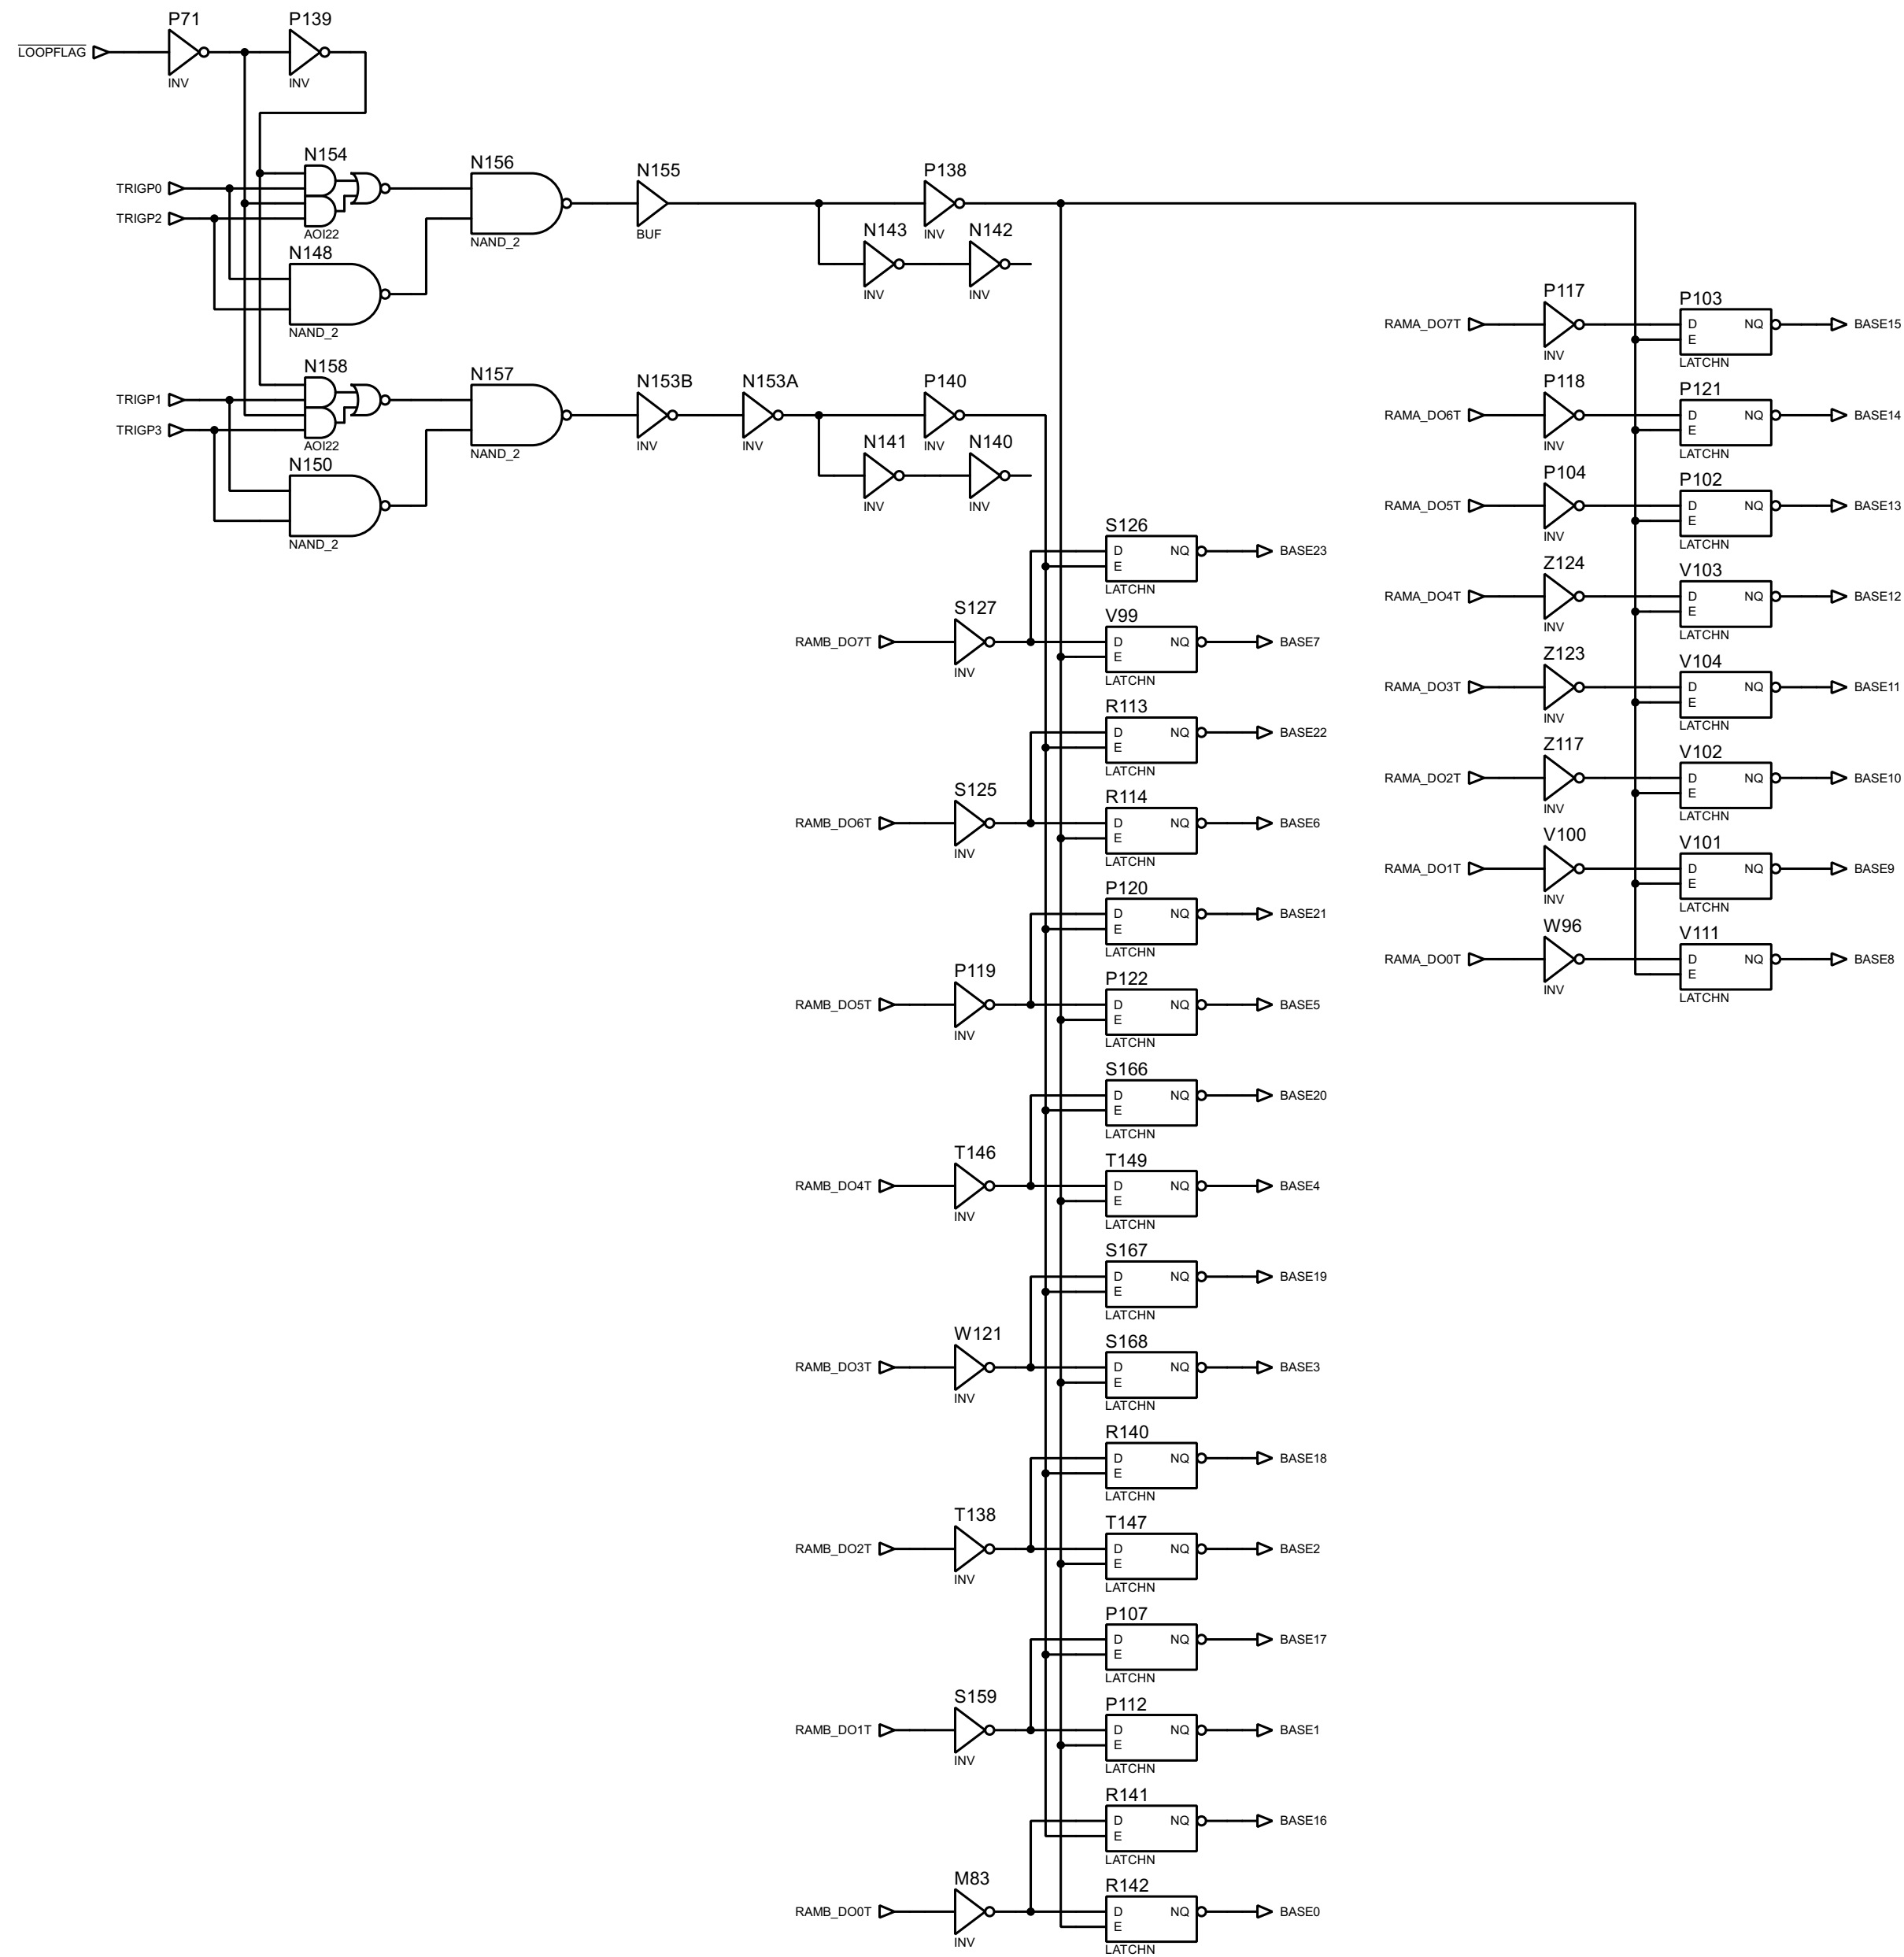 P71
P139
LOOPFLAG
INV
INV
N154
TRIGP0
TRIGP2
AOI22
N148
NAND_2
N156
NAND_2
N155
BUF
P138
INV
N143
INV
N142
INV
N158
TRIGP1
TRIGP3
AOI22
N150
NAND_2
N157
NAND_2
N153B
INV
N153A
INV
P140
INV
N141
INV
N140
INV
S126
D NQ BASE23
E
LATCHN
S127
RAMB_DO7T
INV
V99
D NQ BASE7
E
LATCHN
R113
D NQ BASE22
E
LATCHN
S125
RAMB_DO6T
INV
R114
D NQ BASE6
E
LATCHN
P120
D NQ BASE21
E
LATCHN
P119
RAMB_DO5T
INV
P122
D NQ BASE5
E
LATCHN
S166
D NQ BASE20
E
LATCHN
T146
RAMB_DO4T
INV
T149
D NQ BASE4
E
LATCHN
S167
D NQ BASE19
E
LATCHN
W121
RAMB_DO3T
INV
S168
D NQ BASE3
E
LATCHN
R140
D NQ BASE18
E
LATCHN
T138
RAMB_DO2T
INV
T147
D NQ BASE2
E
LATCHN
P107
D NQ BASE17
E
LATCHN
S159
RAMB_DO1T
INV
P112
D NQ BASE1
E
LATCHN
R141
D NQ BASE16
E
LATCHN
M83
RAMB_DO0T
INV
R142
D NQ BASE0
E
LATCHN
P117
RAMA_DO7T
INV
P103
D NQ BASE15
E
LATCHN
P118
RAMA_DO6T
INV
P121
D NQ BASE14
E
LATCHN
P104
RAMA_DO5T
INV
P102
D NQ BASE13
E
LATCHN
Z124
RAMA_DO4T
INV
V103
D NQ BASE12
E
LATCHN
Z123
RAMA_DO3T
INV
V104
D NQ BASE11
E
LATCHN
Z117
RAMA_DO2T
INV
V102
D NQ BASE10
E
LATCHN
V100
RAMA_DO1T
INV
V101
D NQ BASE9
E
LATCHN
W96
RAMA_DO0T
INV
V111
D NQ BASE8
E
LATCHN